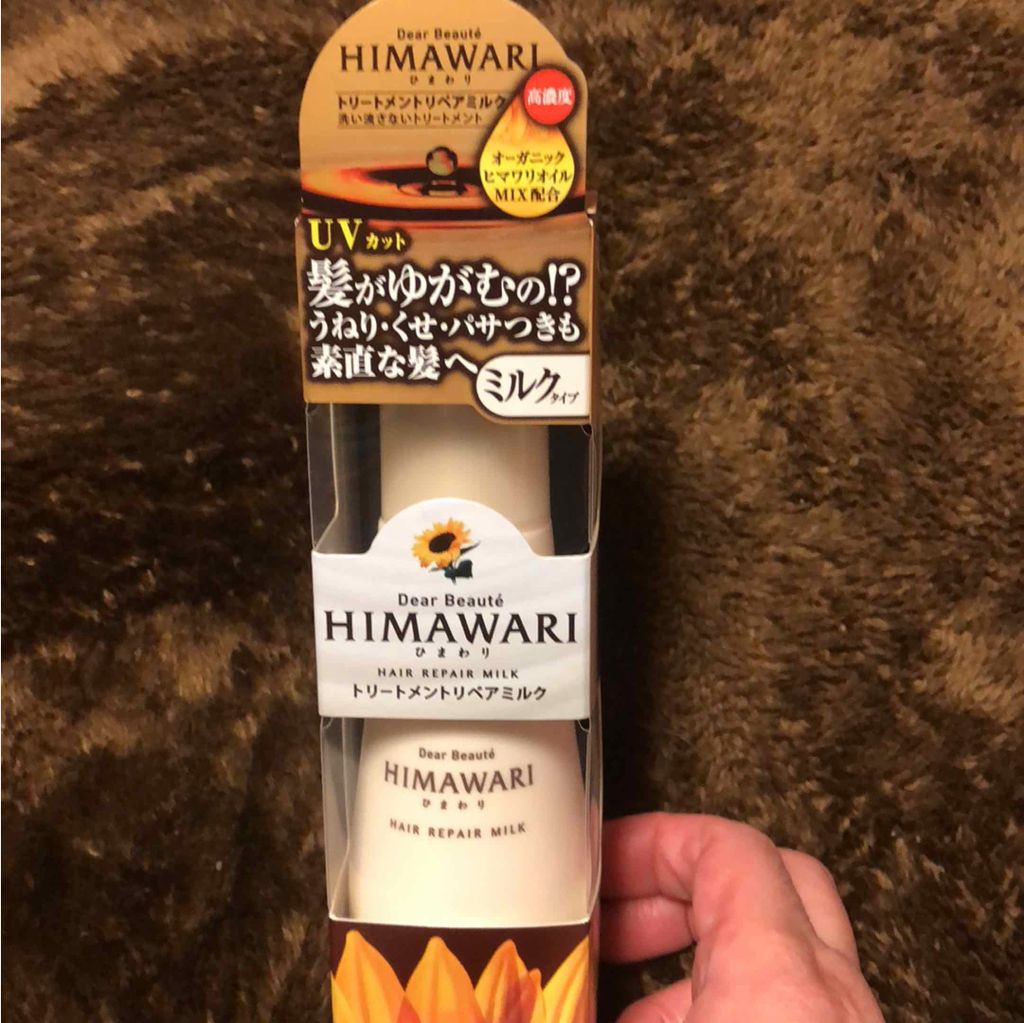 Dear Beauté
HIMAWARI
ひまわり
トリートメントリペアミルク
洗い流さないトリートメント
高濃度
オーガニック
ヒマワリオイル
MIX配合
UVカット
髪がゆがむの!?
うねり・くせ・パサつきも
素直な髪へ
ミルクタイプ
Dear Beauté
HIMAWARI
ひまわり
HAIR REPAIR MILK
トリートメントリペアミルク
Dear Beauté
HIMAWARI
ひまわり
HAIR REPAIR MILK